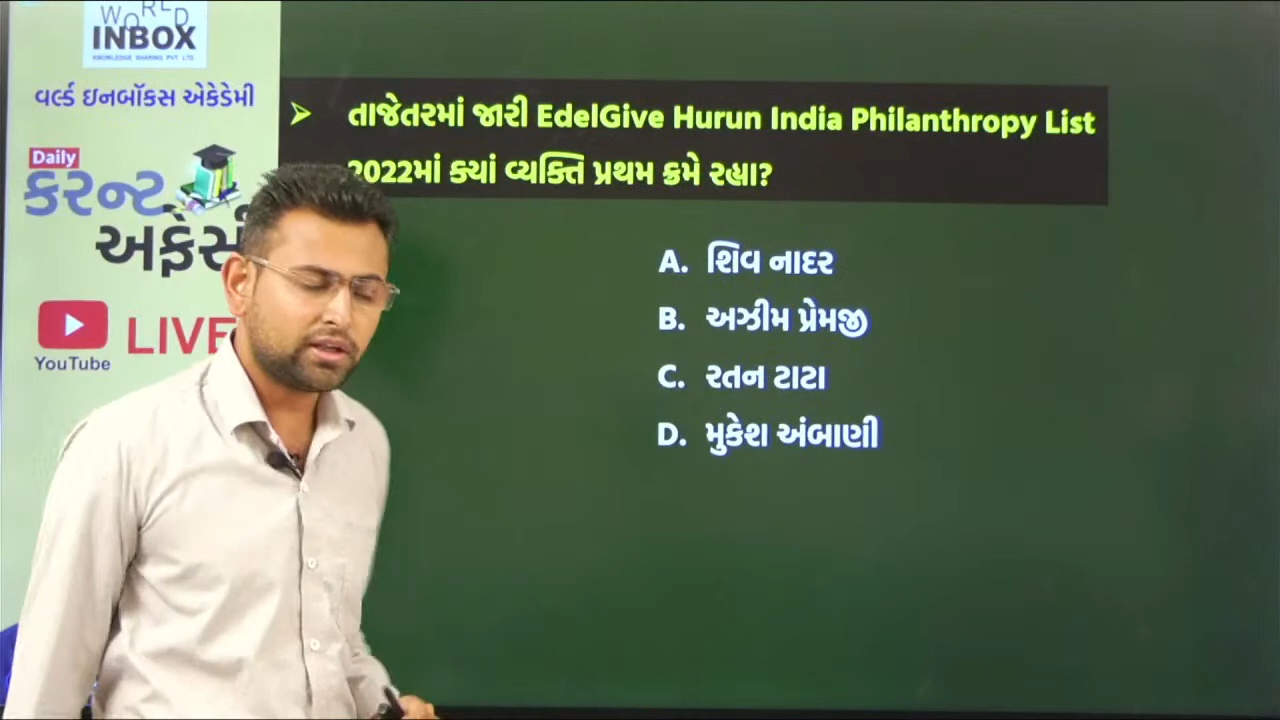 WORLD
INBOX
KNOWLEDGE SHARING PVT LTD
વર્લ્ડ ઇનબૉક્સ એકેડેમી
Daily
કરન્ટ
LIVE
YouTube
➢ તાજેતરમાં જારી EdelGive Hurun India Philanthropy List
2022માં ક્યાં વ્યક્તિ પ્રથમ ક્રમે રહ્યા?
A. શિવ નાદર
B. અઝીમ પ્રેમજી
C. રતન ટાટા
D. મુકેશ અંબાણી